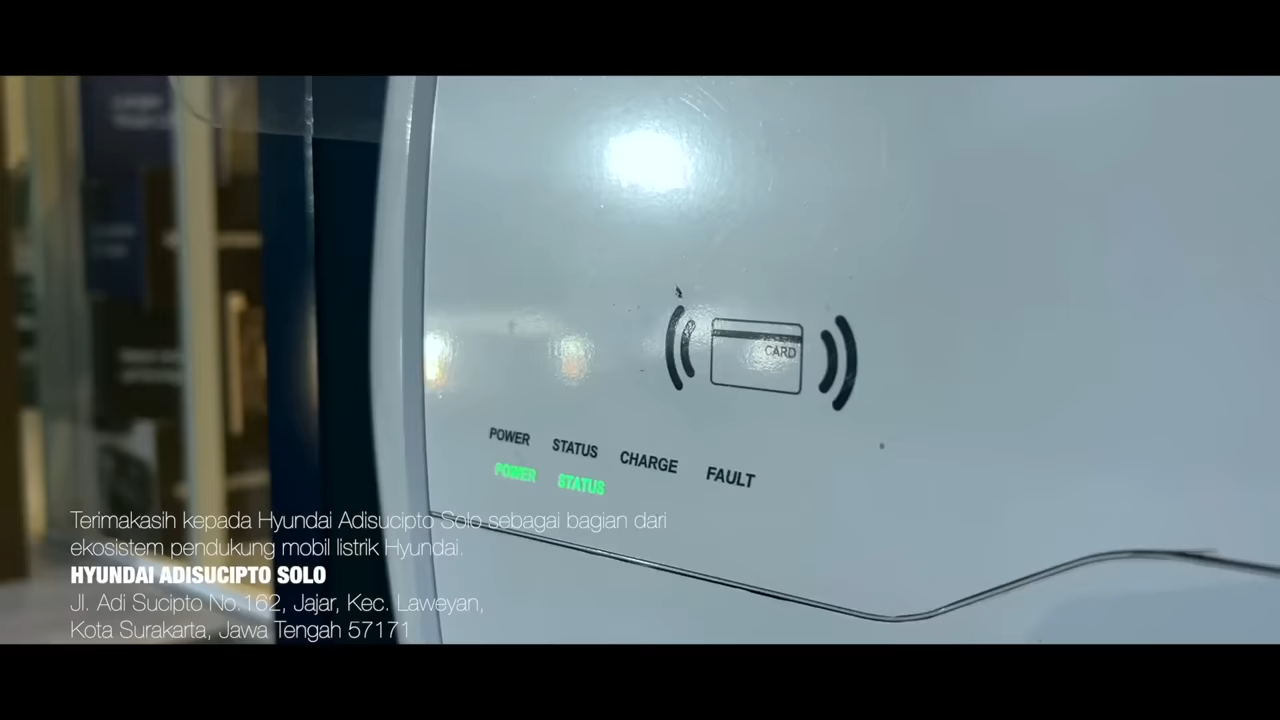 CARD
POWER STATUS CHARGE FAULT
POWER STATUS
Terimakasih kepada Hyundai Adisucipto Solo sebagai bagian dari
ekosistem pendukung mobil listrik Hyundai.
HYUNDAI ADISUCIPTO SOLO
Jl. Adi Sucipto No.162, Jajar, Kec. Laweyan,
Kota Surakarta, Jawa Tengah 57171